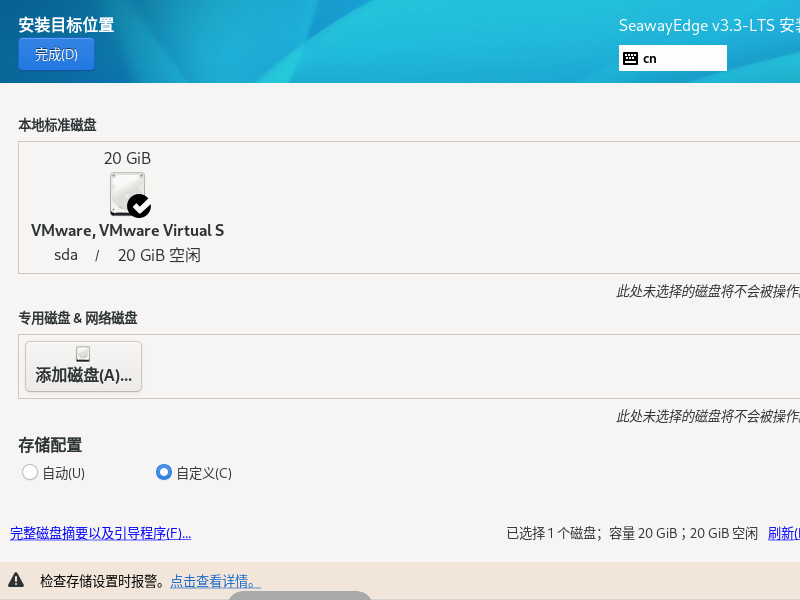 安装目标位置
SeawayEdge v3.3-LTS 安装
完成(D)
cn
本地标准磁盘
20 GiB
VMware, VMware Virtual S
sda / 20 GiB 空闲
此处未选择的磁盘将不会被操作
专用磁盘 & 网络磁盘
添加磁盘(A)...
此处未选择的磁盘将不会被操作
存储配置
自动(U)
自定义(C)
完整磁盘摘要以及引导程序(F)...
已选择 1 个磁盘；容量 20 GiB；20 GiB 空闲 刷新(
检查存储设置时报警。点击查看详情。